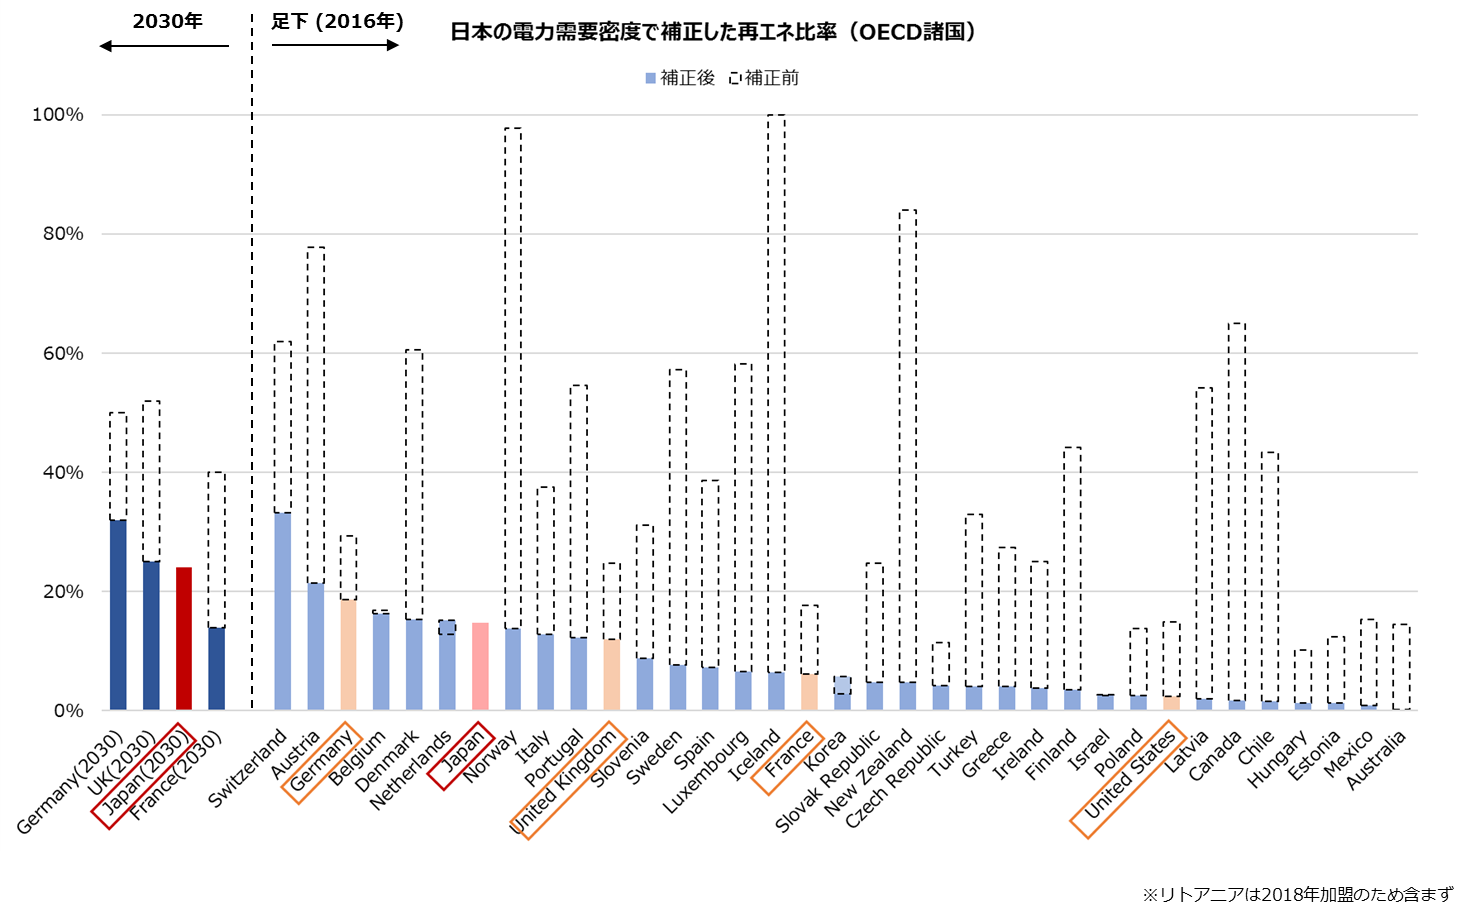 2030年
足下 (2016年)
日本の電力需要密度で補正した再エネ比率（OECD諸国）
補正後 補正前
100%
80%
60%
40%
20%
0%
Germany(2030)
UK(2030)
Japan(2030)
France(2030)
Switzerland
Austria
Germany
Belgium
Denmark
Netherlands
Japan
Norway
Italy
Portugal
United Kingdom
Slovenia
Sweden
Spain
Luxembourg
Iceland
France
Korea
Slovak Republic
New Zealand
Czech Republic
Turkey
Greece
Ireland
Finland
Israel
Poland
United States
Latvia
Canada
Chile
Hungary
Estonia
Mexico
Australia
※リトアニアは2018年加盟のため含まず